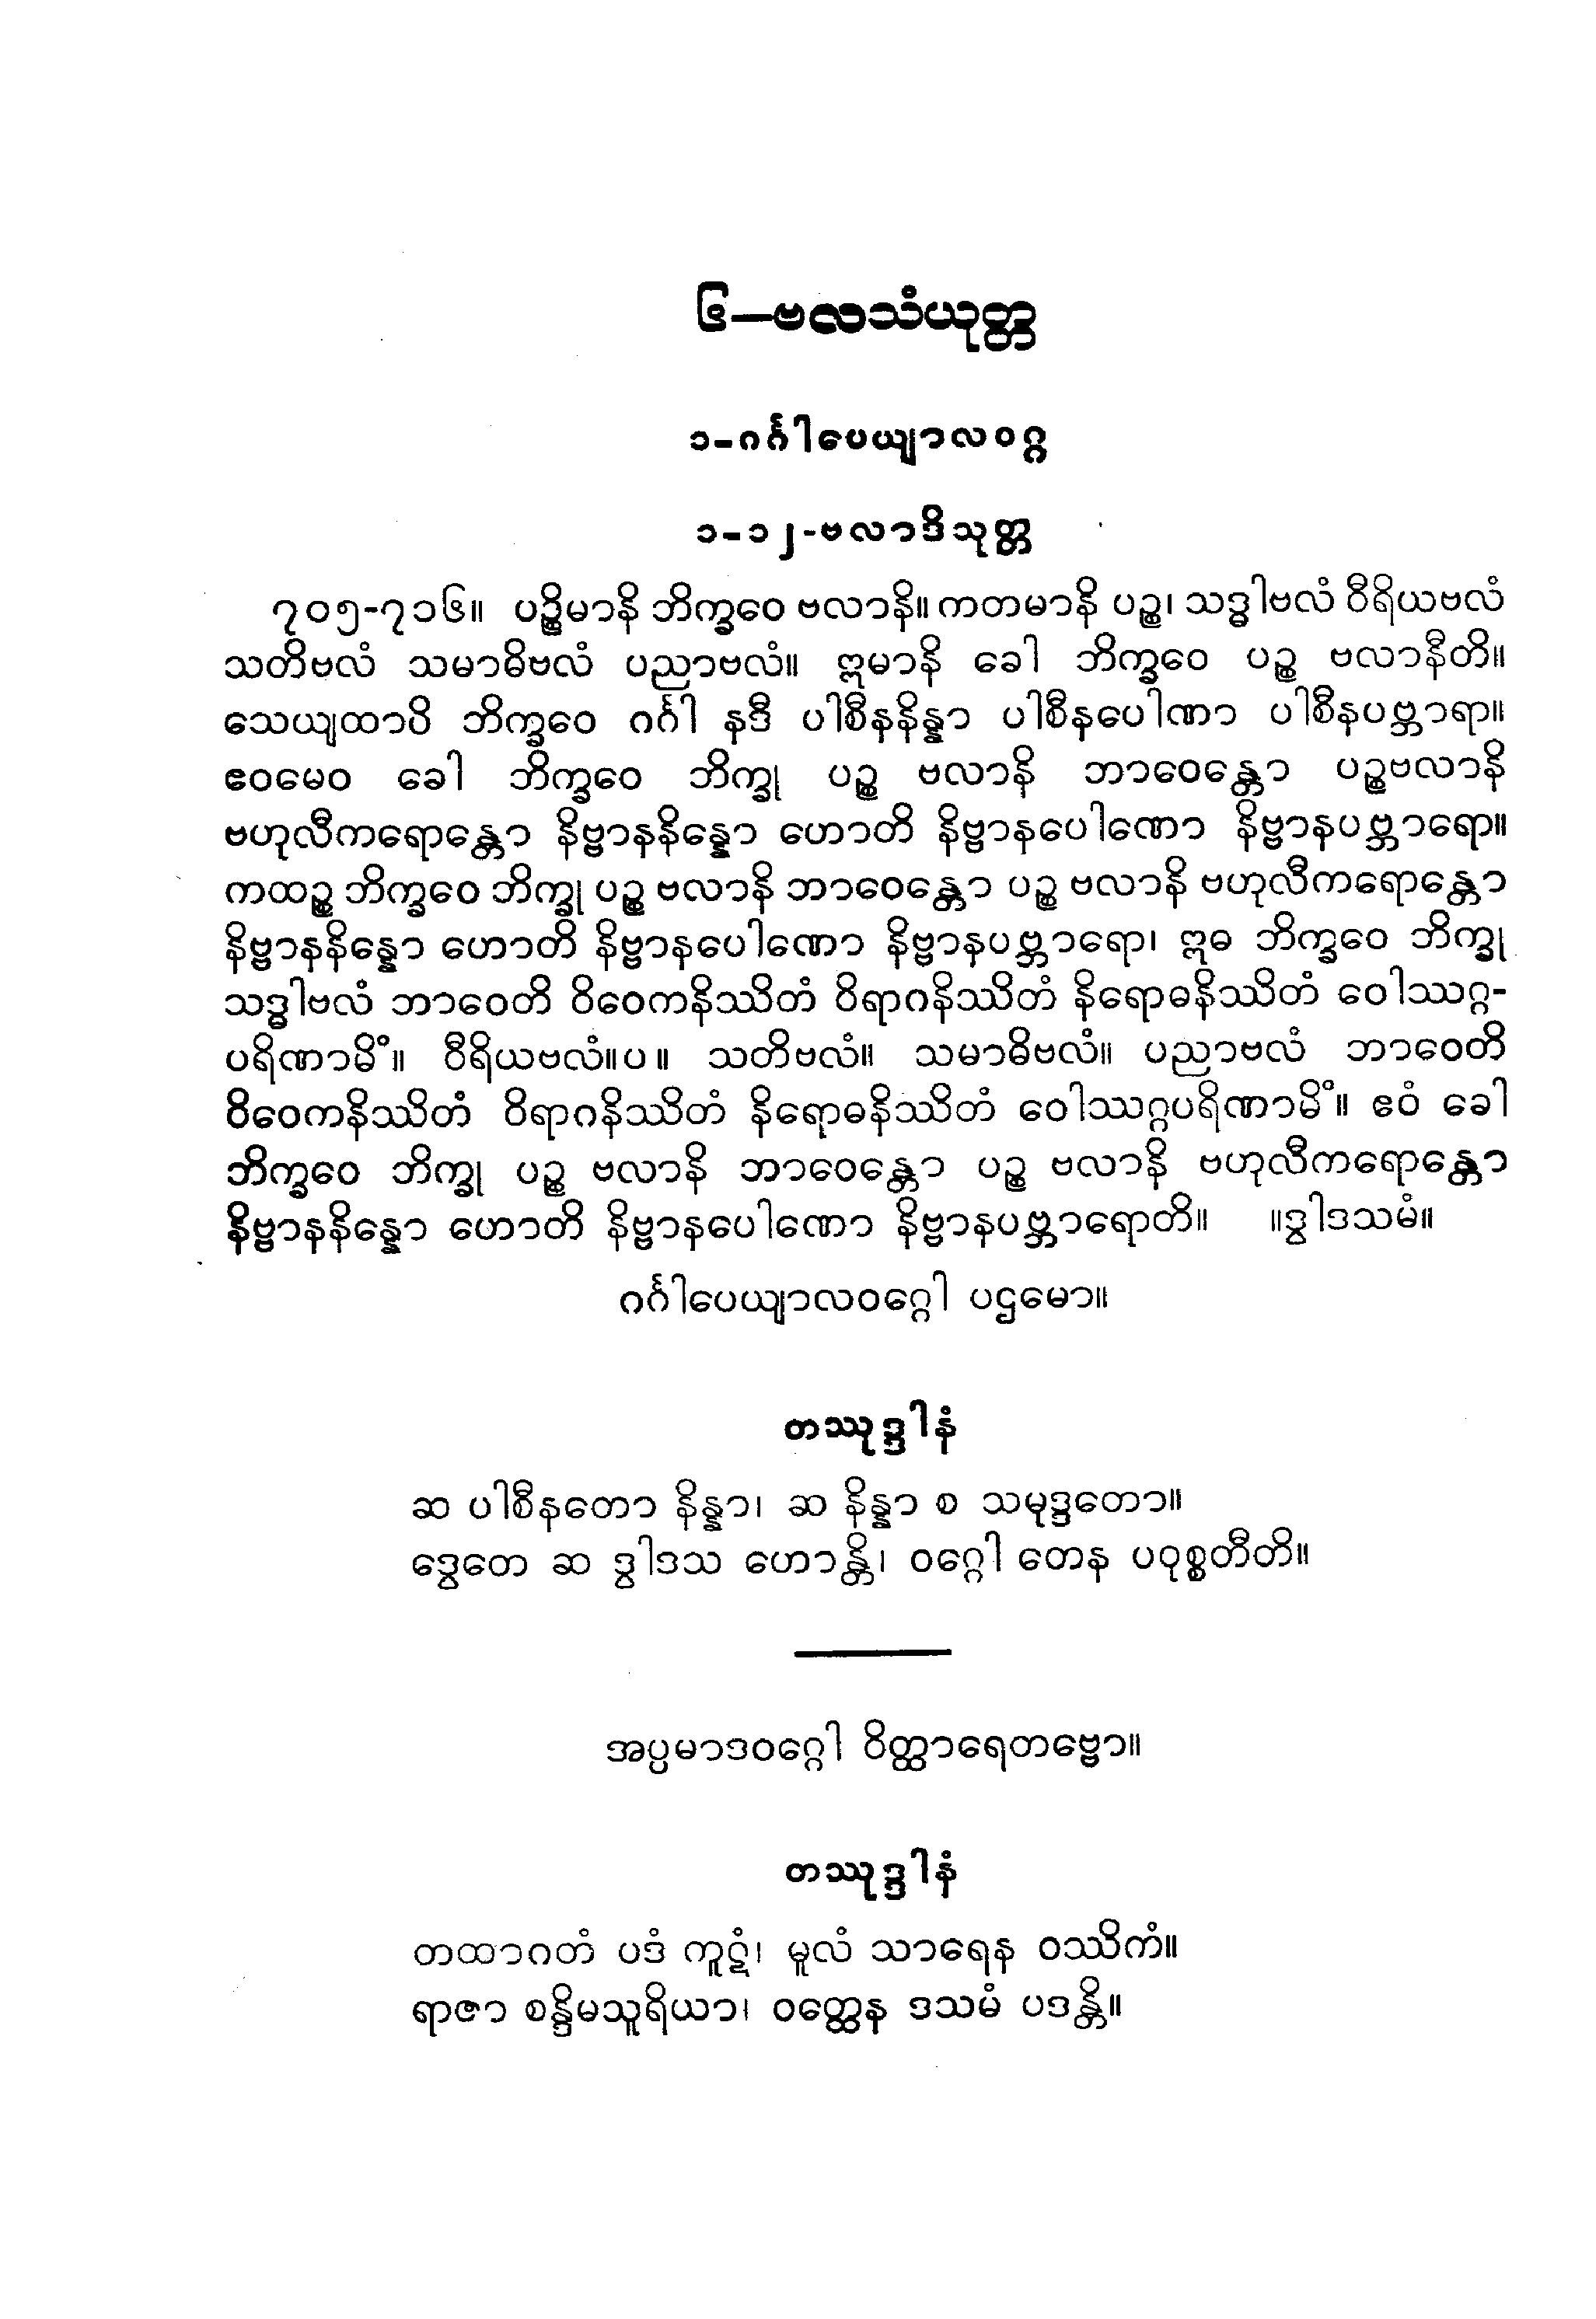 ၆—ဗလသံယုတ္တ
၁-ဂင်္ဂါပေယျာလဝဂ္ဂ
၁-၁၂-ဗလာဒိသုတ္တ
၇၀၅-၇၁၆။ ပဉ္စိမာနိ ဘိက္ခဝေ ဗလာနိ။ ကတမာနိ ပဉ္စ၊ သဒ္ဓါဗလံ ဝီရိယဗလံ
သတိဗလံ သမာဓိဗလံ ပညာဗလံ။ ဣမာနိ ခေါ ဘိက္ခဝေ ပဉ္စ ဗလာနီတိ။
သေယျထာပိ ဘိက္ခဝေ ဂင်္ဂါ နဒီ ပါစီနနိန္နာ ပါစီနပေါဏာ ပါစီနပဗ္ဘာရာ။
ဧဝမေဝ ခေါ ဘိက္ခဝေ ဘိက္ခု ပဉ္စ ဗလာနိ ဘာဝေန္တော ပဉ္စဗလာနိ
ဗဟုလီကရောန္တော နိဗ္ဗာနနိန္နော ဟောတိ နိဗ္ဗာနပေါဏော နိဗ္ဗာနပဗ္ဘာရော။
ကထဉ္စ ဘိက္ခဝေ ဘိက္ခု ပဉ္စ ဗလာနိ ဘာဝေန္တော ပဉ္စ ဗလာနိ ဗဟုလီကရောန္တော
နိဗ္ဗာနနိန္နော ဟောတိ နိဗ္ဗာနပေါဏော နိဗ္ဗာနပဗ္ဘာရော၊ ဣဓ ဘိက္ခဝေ ဘိက္ခု
သဒ္ဓါဗလံ ဘာဝေတိ ဝိဝေကနိဿိတံ ဝိရာဂနိဿိတံ နိရောဓနိဿိတံ ဝေါဿဂ္ဂ-
ပရိဏာမိံ။ ဝီရိယဗလံ။ပ။ သတိဗလံ။ သမာဓိဗလံ။ ပညာဗလံ ဘာဝေတိ
ဝိဝေကနိဿိတံ ဝိရာဂနိဿိတံ နိရောဓနိဿိတံ ဝေါဿဂ္ဂပရိဏာမိံ။ ဧဝံ ခေါ
ဘိက္ခဝေ ဘိက္ခု ပဉ္စ ဗလာနိ ဘာဝေန္တော ပဉ္စ ဗလာနိ ဗဟုလီကရောန္တော
နိဗ္ဗာနနိန္နော ဟောတိ နိဗ္ဗာနပေါဏော နိဗ္ဗာနပဗ္ဘာရောတိ။ ။ဒွါဒသမံ။
ဂင်္ဂါပေယျာလဝဂ္ဂေါ ပဌမော။
တဿုဒ္ဒါနံ
ဆ ပါစီနတော နိန္နာ၊ ဆ နိန္နာ စ သမုဒ္ဒတော။
ဒွေတေ ဆ ဒွါဒသ ဟောန္တိ၊ ဝဂ္ဂေါ တေန ပဝုစ္စတီတိ။
အပ္ပမာဒဝဂ္ဂေါ ဝိတ္ထာရေတဗ္ဗော။
တဿုဒ္ဒါနံ
တထာဂတံ ပဒံ ကူဋံ၊ မူလံ သာရေန ဝဿိကံ။
ရာဇာ စန္ဒိမသူရိယာ၊ ဝတ္ထေန ဒသမံ ပဒန္တိ။